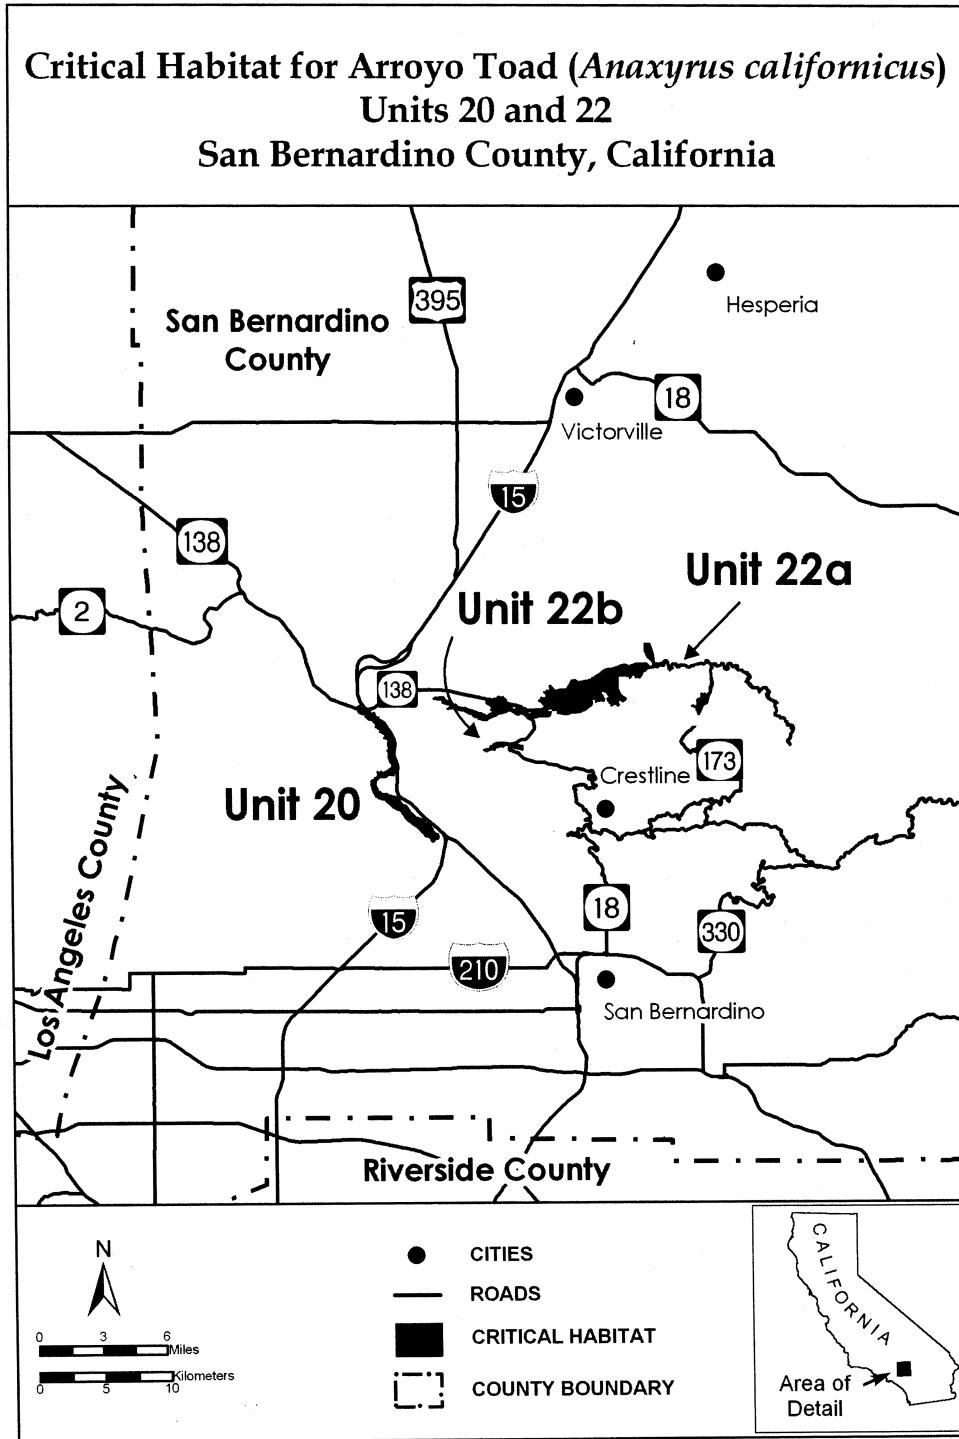 Critical Habitat for Arroyo Toad (Anaxyrus californicus)
Units 20 and 22
San Bernardino County, California
395
Hesperia
San Bernardino
County
18
Victorville
15
138
Unit 22a
2
Unit 22b
138
173
Crestline
Unit 20
Los Angeles County
15
18
330
210
San Bernardino
Riverside County
N
0 3 6
Miles
Kilometers
0 5 10
CITIES
ROADS
CRITICAL HABITAT
COUNTY BOUNDARY
CALIFORNIA
Area of
Detail